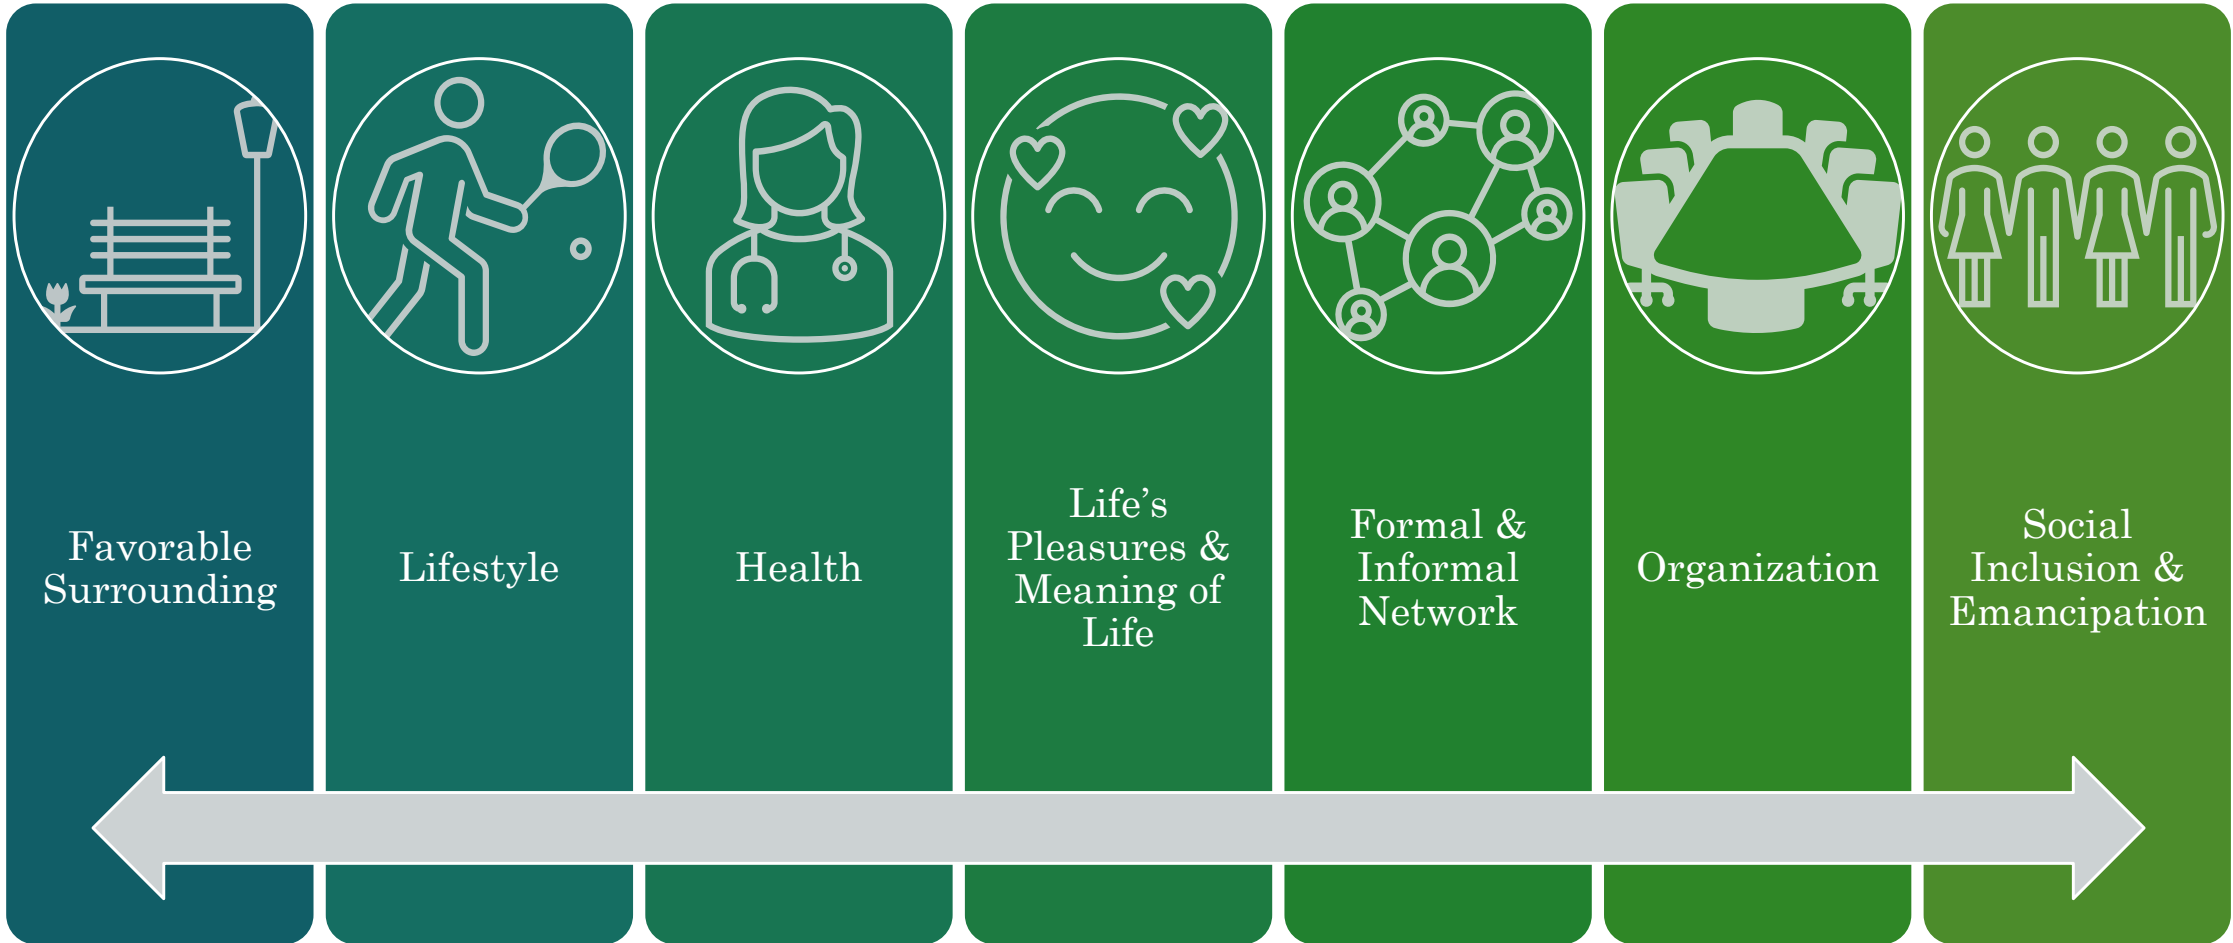 Favorable
Surrounding
Lifestyle
Health
Life’s
Pleasures &
Meaning of
Life
Formal &
Informal
Network
Organization
Social
Inclusion &
Emancipation